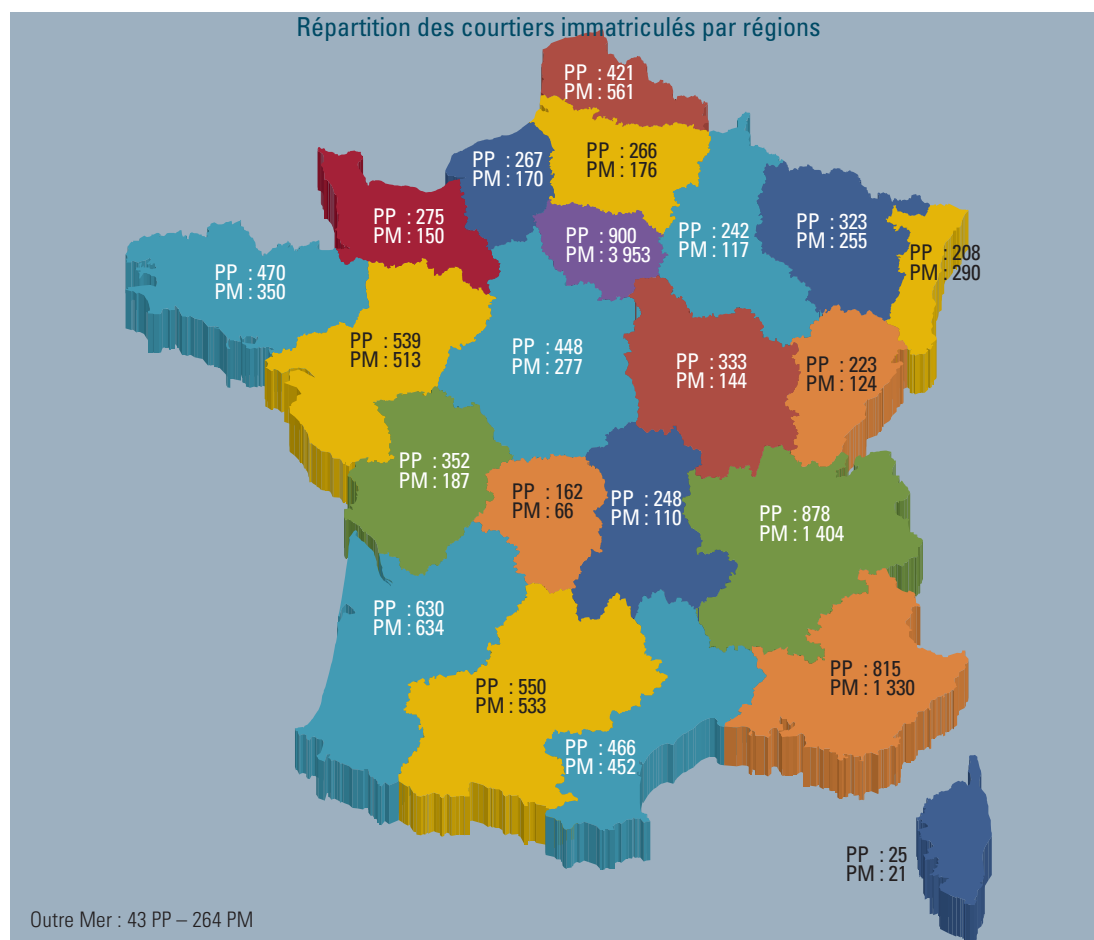 Répartition des courtiers immatriculés par régions
PP : 421
PM : 561
PP : 267
PM : 170
PP : 266
PM : 176
PP : 275
PM : 150
PP : 900
PM : 3 953
PP : 242
PM : 117
PP : 323
PM : 255
PP : 208
PM : 290
PP : 470
PM : 350
PP : 539
PM : 513
PP : 448
PM : 277
PP : 333
PM : 144
PP : 223
PM : 124
PP : 352
PM : 187
PP : 162
PM : 66
PP : 248
PM : 110
PP : 878
PM : 1 404
PP : 630
PM : 634
PP : 550
PM : 533
PP : 815
PM : 1 330
PP : 466
PM : 452
PP : 25
PM : 21
Outre Mer : 43 PP – 264 PM